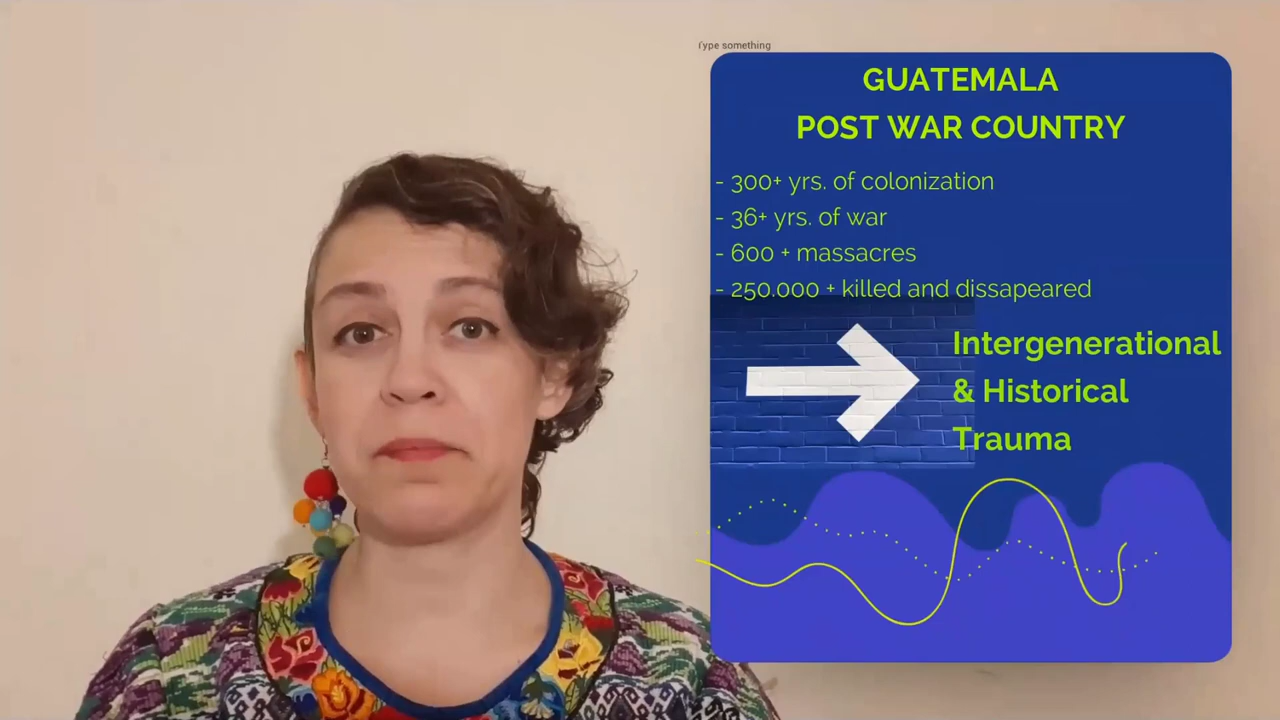 Type something
GUATEMALA
POST WAR COUNTRY
- 300+ yrs. of colonization
- 36+ yrs. of war
- 600 + massacres
- 250.000 + killed and dissapeared
Intergenerational
& Historical
Trauma